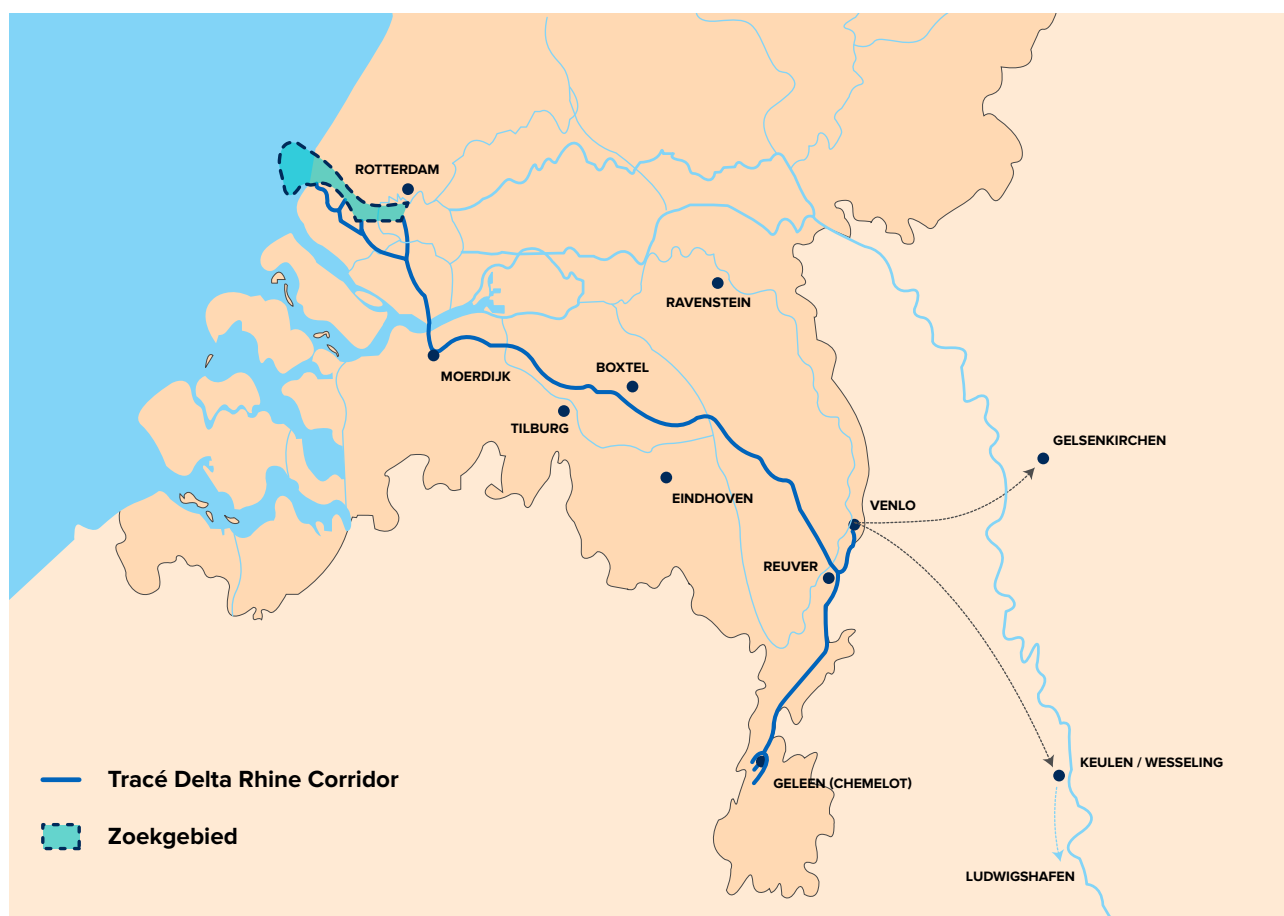 ROTTERDAM
RAVENSTEIN
MOERDIJK
BOXTEL
TILBURG
GELSENKIRCHEN
EINDHOVEN
VENLO
REUVER
KEULEN / WESSELING
Tracé Delta Rhine Corridor
GELEEN (CHEMELOT)
Zoekgebied
LUDWIGSHAFEN